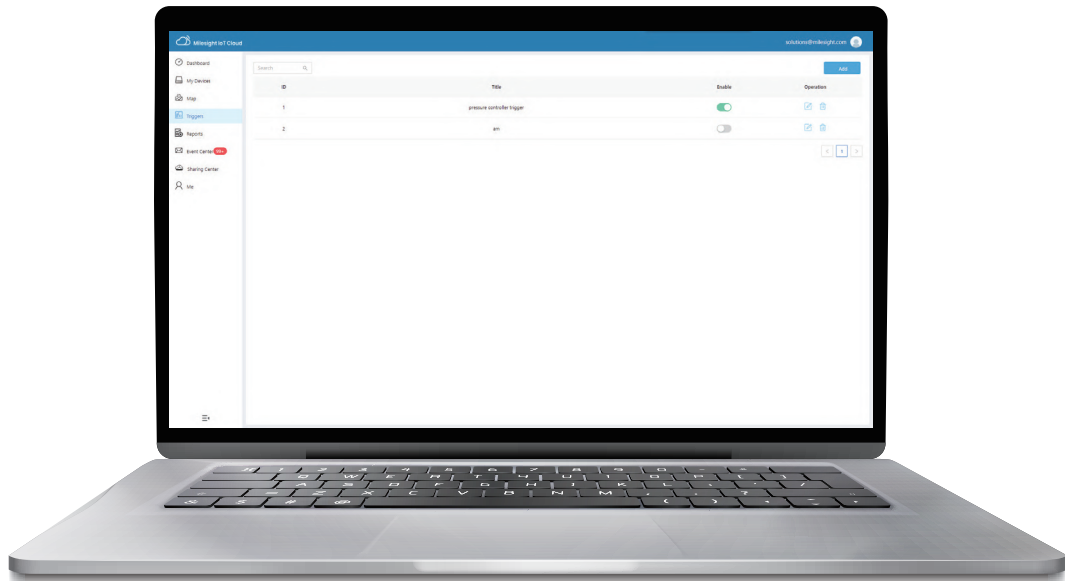 Milesight IoT Cloud
solutions@milesight.com
Dashboard
My Devices
Map
Triggers
Reports
Event Center 99+
Sharing Center
Me
Search
Add
ID Title Enable Operation
1 pressure controller trigger
2 am
1